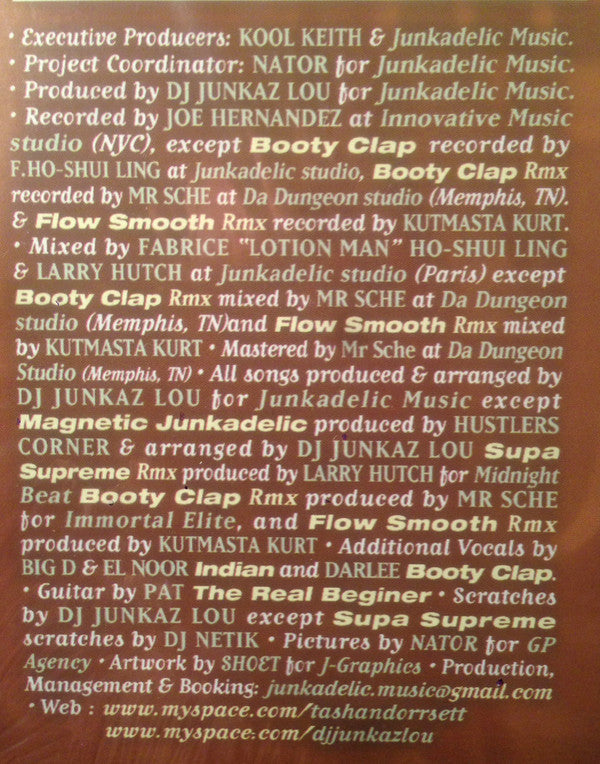 • Executive Producers: KOOL KEITH & Junkadelic Music.
• Project Coordinator: NATOR for Junkadelic Music.
• Produced by DJ JUNKAZ LOU for Junkadelic Music.
• Recorded by JOE HERNANDEZ at Innovative Music
studio (NYC), except Booty Clap recorded by
F.HO-SHUI LING at Junkadelic studio, Booty Clap Rmx
recorded by MR SCHE at Da Dungeon studio (Memphis, TN).
& Flow Smooth Rmx recorded by KUTMASTA KURT.
• Mixed by FABRICE "LOTION MAN" HO-SHUI LING
& LARRY HUTCH at Junkadelic studio (Paris) except
Booty Clap Rmx mixed by MR SCHE at Da Dungeon
studio (Memphis, TN)and Flow Smooth Rmx mixed
by KUTMASTA KURT • Mastered by Mr Sche at Da Dungeon
Studio (Memphis, TN) • All songs produced & arranged by
DJ JUNKAZ LOU for Junkadelic Music except
Magnetic Junkadelic produced by HUSTLERS
CORNER & arranged by DJ JUNKAZ LOU Supa
Supreme Rmx produced by LARRY HUTCH for Midnight
Beat Booty Clap Rmx produced by MR SCHE
for Immortal Elite, and Flow Smooth Rmx
produced by KUTMASTA KURT • Additional Vocals by
BIG D & EL NOOR Indian and DARLEE Booty Clap.
• Guitar by PAT The Real Beginer • Scratches
by DJ JUNKAZ LOU except Supa Supreme
scratches by DJ NETIK • Pictures by NATOR for GP
Agency • Artwork by SHOET for J-Graphics • Production,
Management & Booking: junkadelic.music@gmail.com
• Web : www.myspace.com/tashandorrsett
www.myspace.com/djjunkazlou